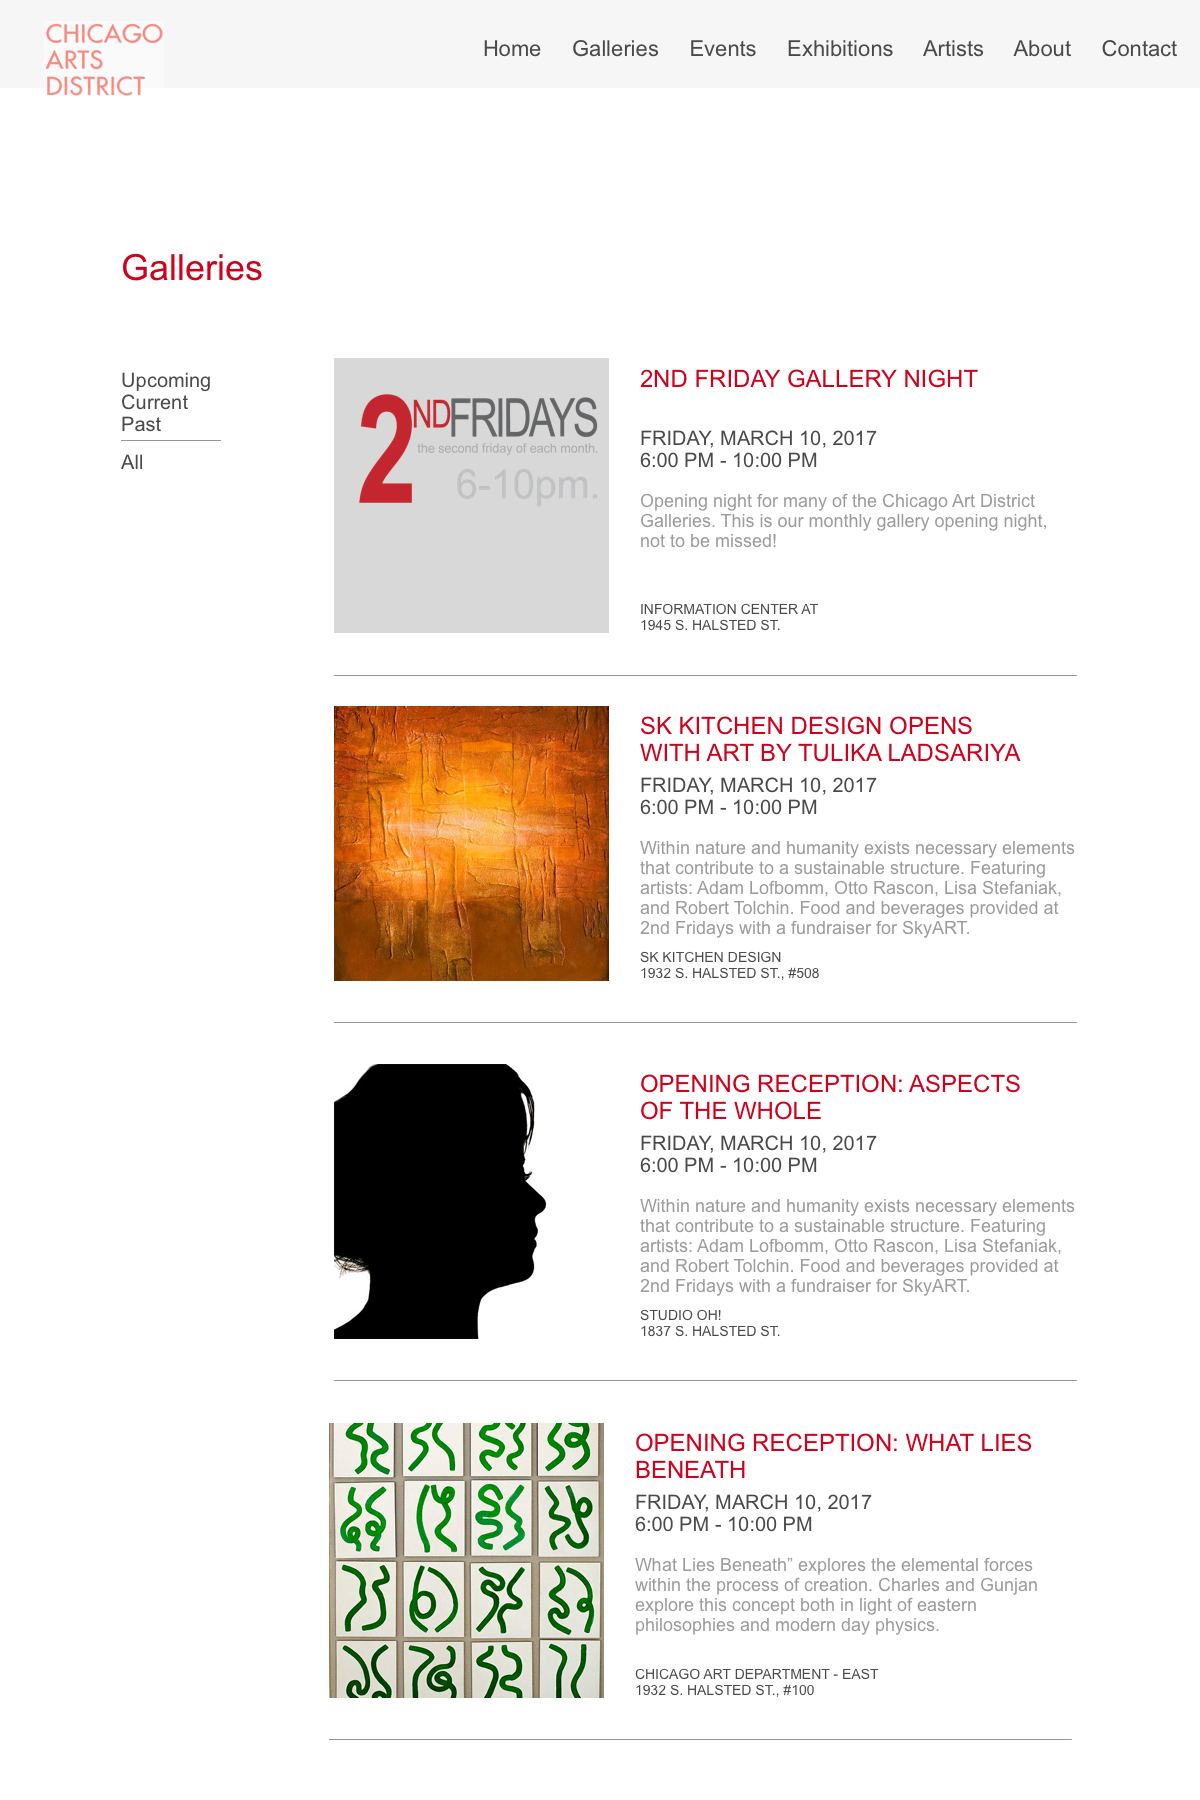 CHICAGO
ARTS
DISTRICT
Home Galleries Events Exhibitions Artists About Contact
Galleries
Upcoming
Current
Past
All
2NDFRIDAYS
the second friday of each month.
6-10pm.
2ND FRIDAY GALLERY NIGHT
FRIDAY, MARCH 10, 2017
6:00 PM - 10:00 PM
Opening night for many of the Chicago Art District
Galleries. This is our monthly gallery opening night,
not to be missed!
INFORMATION CENTER AT
1945 S. HALSTED ST.
SK KITCHEN DESIGN OPENS
WITH ART BY TULIKA LADSARIYA
FRIDAY, MARCH 10, 2017
6:00 PM - 10:00 PM
Within nature and humanity exists necessary elements
that contribute to a sustainable structure. Featuring
artists: Adam Lofbomm, Otto Rascon, Lisa Stefaniak,
and Robert Tolchin. Food and beverages provided at
2nd Fridays with a fundraiser for SkyART.
SK KITCHEN DESIGN
1932 S. HALSTED ST., #508
OPENING RECEPTION: ASPECTS
OF THE WHOLE
FRIDAY, MARCH 10, 2017
6:00 PM - 10:00 PM
Within nature and humanity exists necessary elements
that contribute to a sustainable structure. Featuring
artists: Adam Lofbomm, Otto Rascon, Lisa Stefaniak,
and Robert Tolchin. Food and beverages provided at
2nd Fridays with a fundraiser for SkyART.
STUDIO OH!
1837 S. HALSTED ST.
OPENING RECEPTION: WHAT LIES
BENEATH
FRIDAY, MARCH 10, 2017
6:00 PM - 10:00 PM
What Lies Beneath” explores the elemental forces
within the process of creation. Charles and Gunjan
explore this concept both in light of eastern
philosophies and modern day physics.
CHICAGO ART DEPARTMENT - EAST
1932 S. HALSTED ST., #100